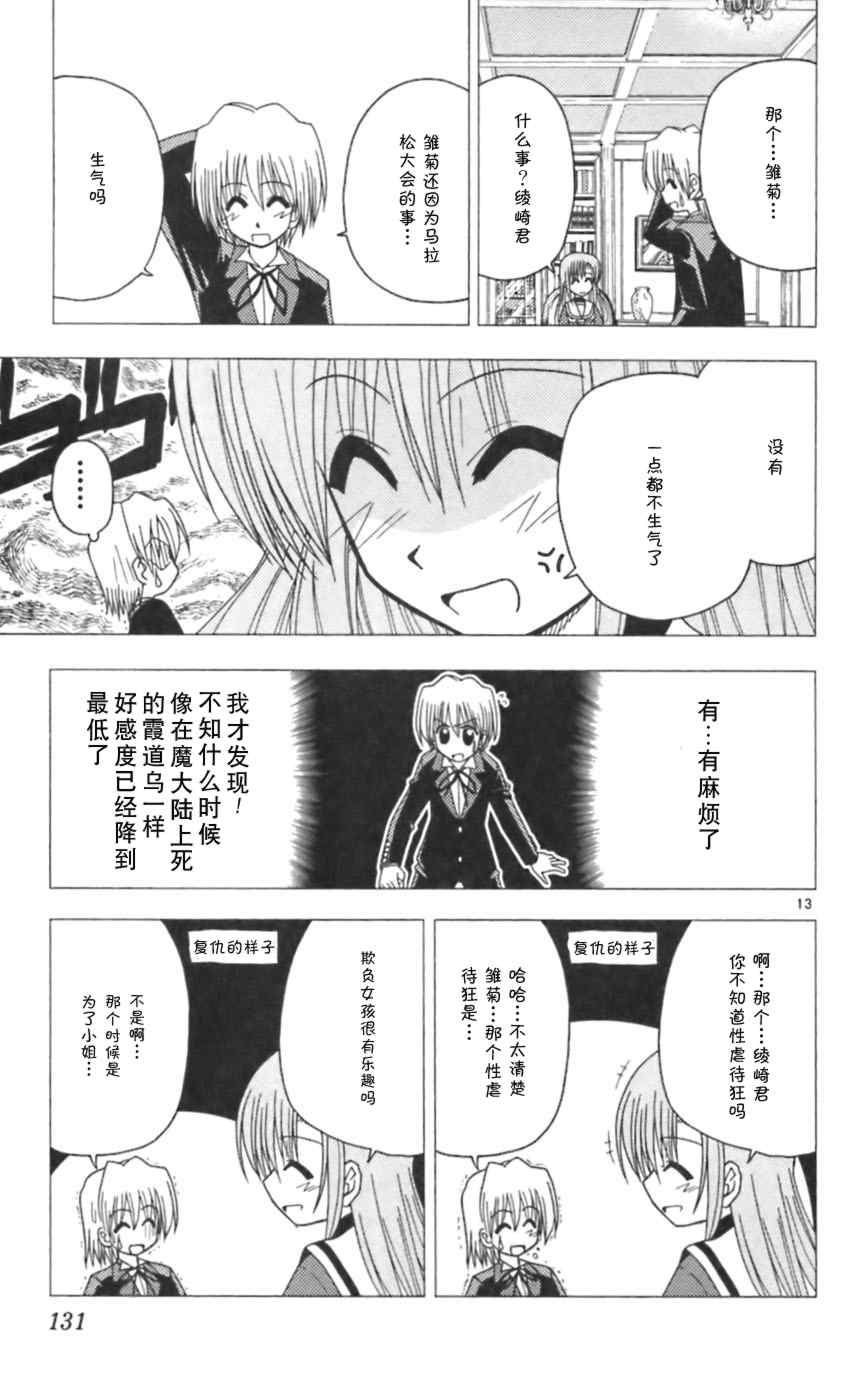 那个…雏菊…
什么事?绫崎君
雏菊还因为马拉
松大会的事…
生气吗
没有
一点都不生气了
……
ゴゴ
有…有麻烦了
我才发现!
不知什么时候
像在魔大陆上死
的霞道乌一样
好感度已经降到
最低了
13
复仇的样子
啊…那个…绫崎君
你不知道性虐待狂吗
哈哈…不太清楚
雏菊…那个性虐
待狂是…
复仇的样子
欺负女孩很有乐趣吗
不是啊…
那个时候是
为了小姐…
131